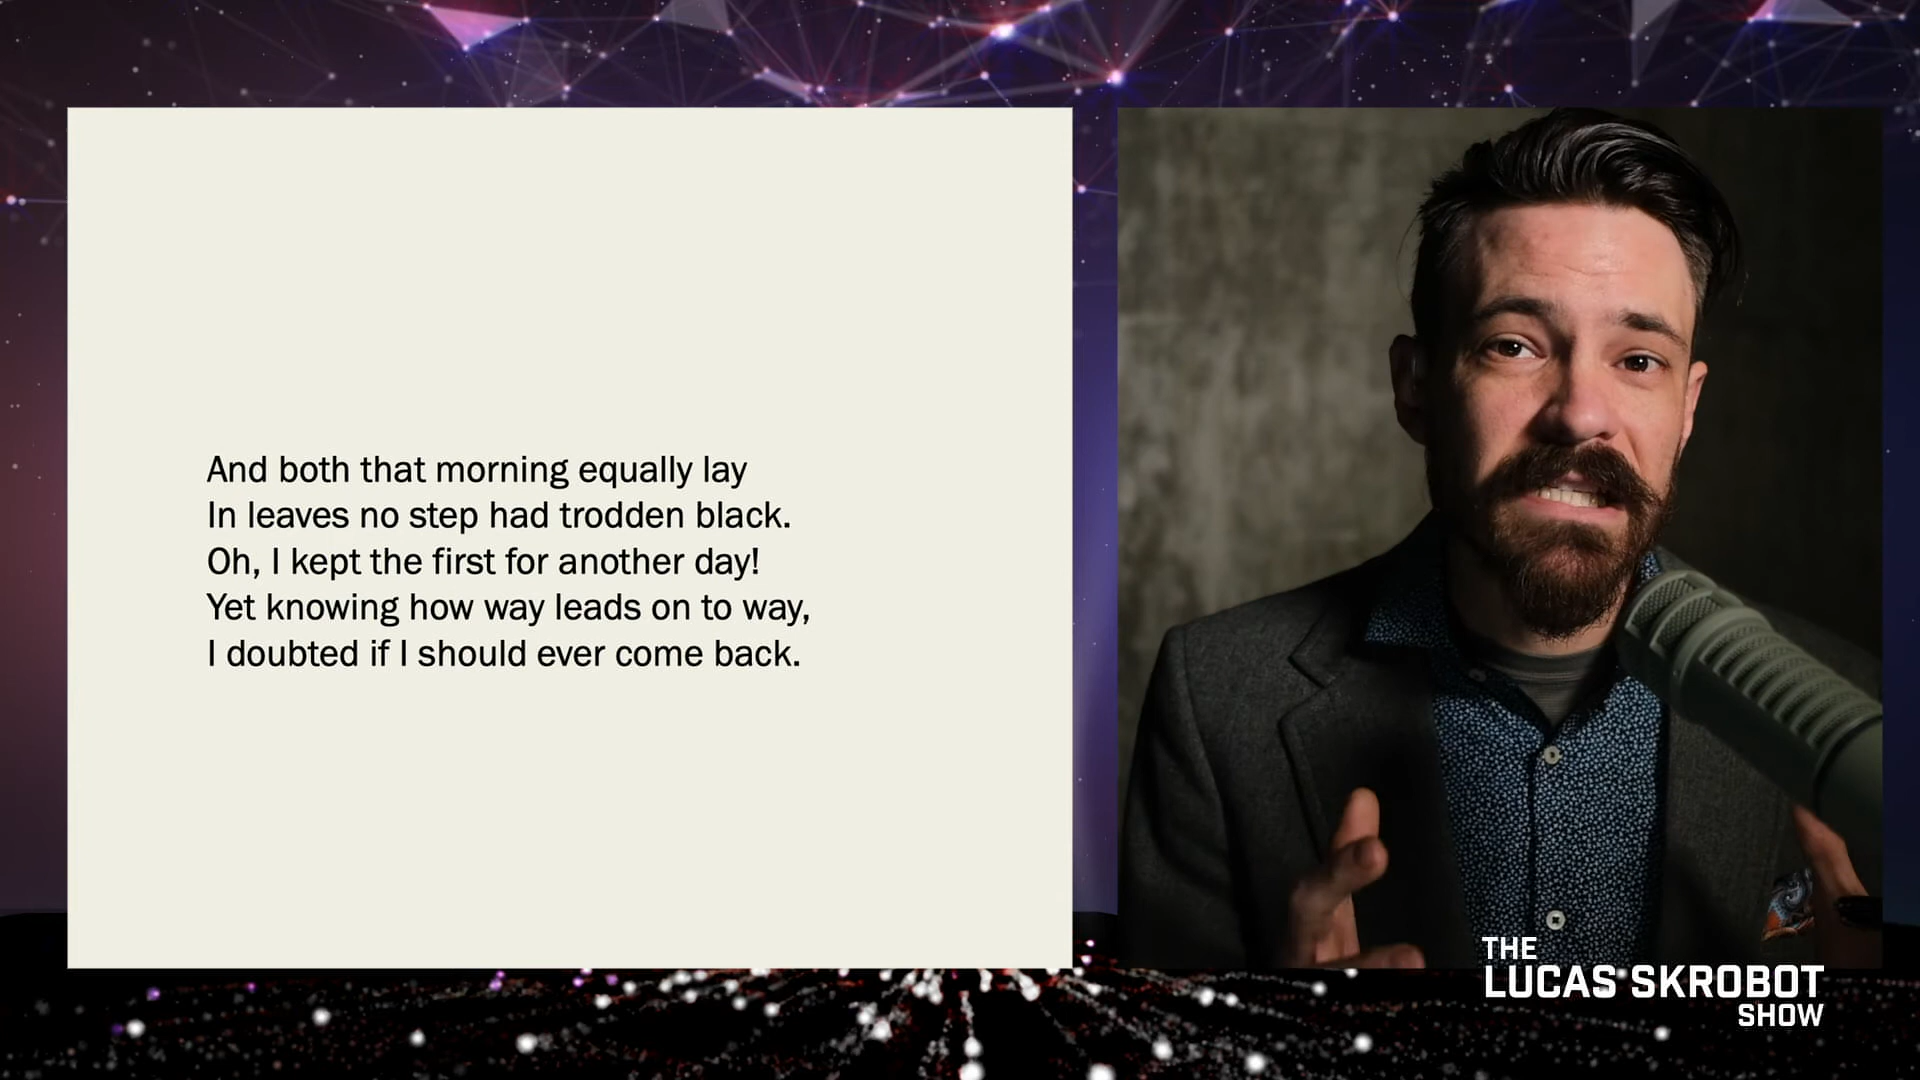 And both that morning equally lay
In leaves no step had trodden black.
Oh, I kept the first for another day!
Yet knowing how way leads on to way,
I doubted if I should ever come back.
THE
LUCAS SKROBOT
SHOW